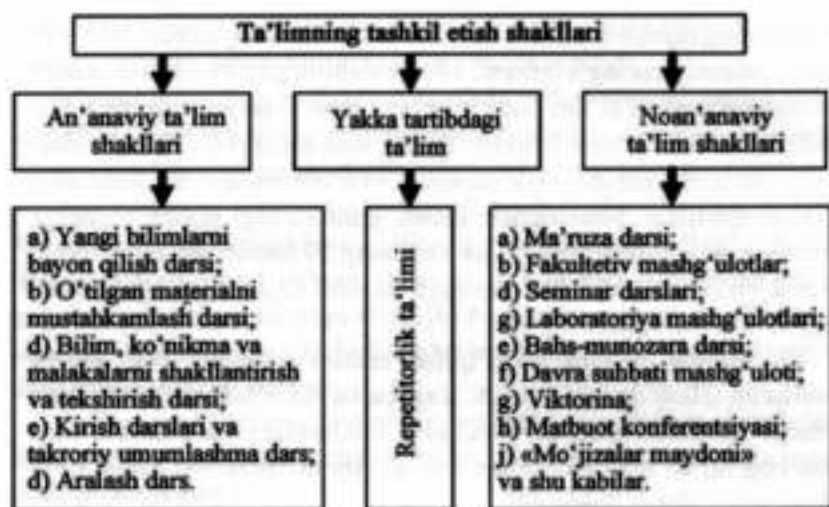 Ta'limning tashkil etish shakllari
An'anaviy ta'lim
shakllari
Yakka tartibdagi
ta'lim
Noan'anaviy
ta'lim shakllari
a) Yangi bilimlarni
bayon qilish darsi;
b) O‘tilgan materialni
mustahkamlash darsi;
d) Bilim, ko‘nikma va
malakalarni shakllantirish
va tekshirish darsi;
e) Kirish darslari va
takroriy umumlashma dars;
d) Aralash dars.
Repetitorlik ta'limi
a) Ma'ruza darsi;
b) Fakultetiv mashg‘ulotlar;
d) Seminar darslari;
g) Laboratoriya mashg‘ulotlari;
e) Bahs-munozara darsi;
f) Davra suhbati mashg‘uloti;
g) Viktorina;
h) Matbuot konferentsiyasi;
j) «Mo‘jizalar maydoni»
va shu kabilar.